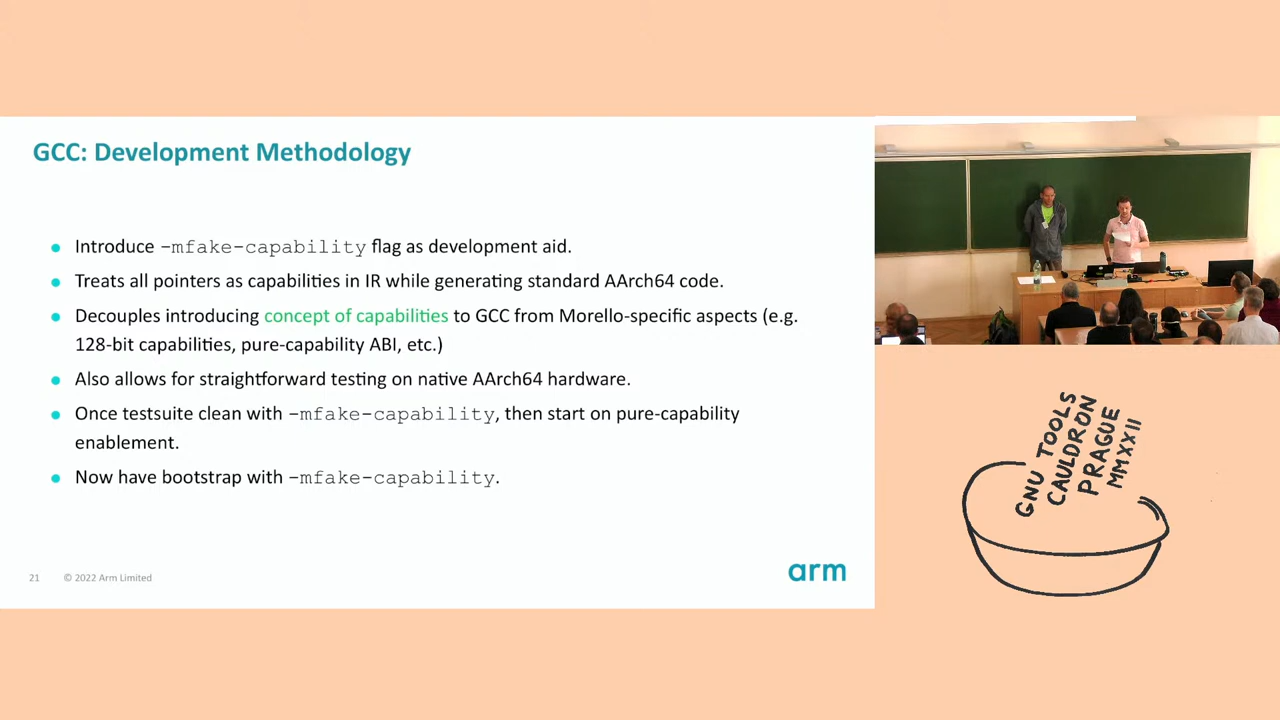 GCC: Development Methodology
Introduce -mfake-capability flag as development aid.
Treats all pointers as capabilities in IR while generating standard AArch64 code.
Decouples introducing concept of capabilities to GCC from Morello-specific aspects (e.g.
128-bit capabilities, pure-capability ABI, etc.)
Also allows for straightforward testing on native AArch64 hardware.
Once testsuite clean with -mfake-capability, then start on pure-capability
enablement.
Now have bootstrap with -mfake-capability.
21 © 2022 Arm Limited
arm
GNU TOOLS
CAULDRON
PRAGUE
MMXXII